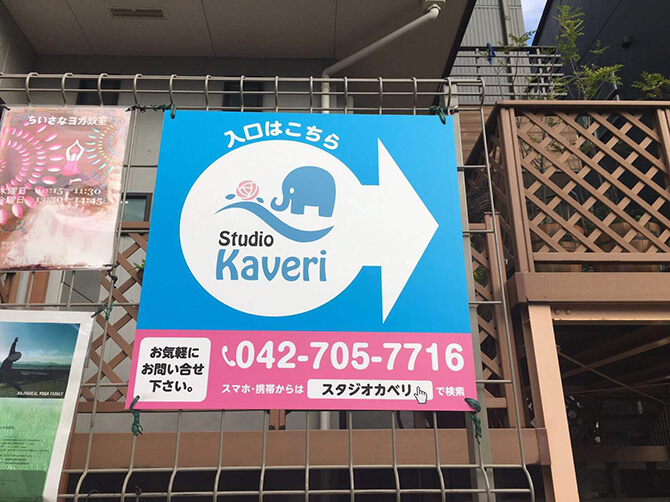 ちいさなヨガ教室
入口はこちら
Studio
Kaveri
お気軽に
お問い合せ
下さい。
042-705-7716
スマホ・携帯からは スタジオカベリ で検索